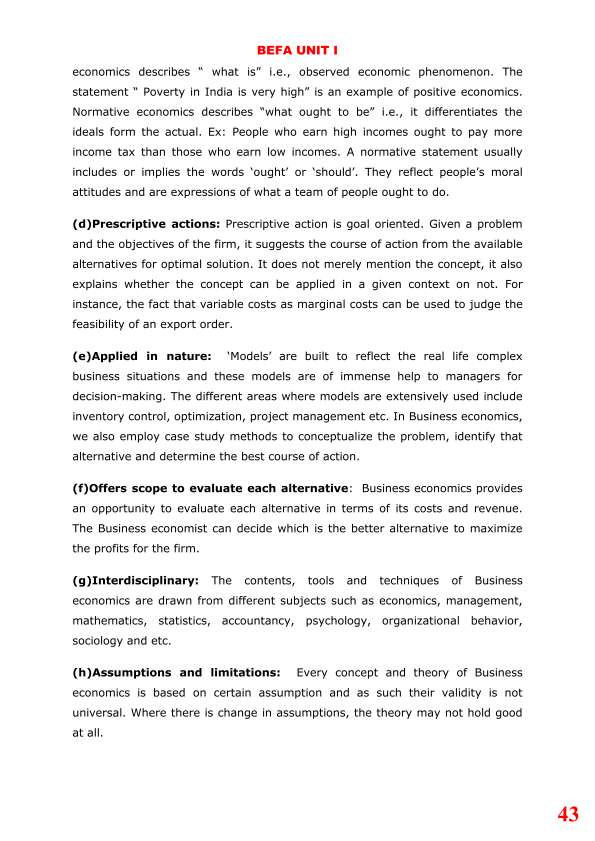 BEFA UNIT I
economics describes “ what is” i.e., observed economic phenomenon. The
statement “ Poverty in India is very high” is an example of positive economics.
Normative economics describes “what ought to be” i.e., it differentiates the
ideals form the actual. Ex: People who earn high incomes ought to pay more
income tax than those who earn low incomes. A normative statement usually
includes or implies the words ‘ought’ or ‘should’. They reflect people’s moral
attitudes and are expressions of what a team of people ought to do.
(d)Prescriptive actions: Prescriptive action is goal oriented. Given a problem
and the objectives of the firm, it suggests the course of action from the available
alternatives for optimal solution. It does not merely mention the concept, it also
explains whether the concept can be applied in a given context on not. For
instance, the fact that variable costs as marginal costs can be used to judge the
feasibility of an export order.
(e)Applied in nature: ‘Models’ are built to reflect the real life complex
business situations and these models are of immense help to managers for
decision-making. The different areas where models are extensively used include
inventory control, optimization, project management etc. In Business economics,
we also employ case study methods to conceptualize the problem, identify that
alternative and determine the best course of action.
(f)Offers scope to evaluate each alternative: Business economics provides
an opportunity to evaluate each alternative in terms of its costs and revenue.
The Business economist can decide which is the better alternative to maximize
the profits for the firm.
(g)Interdisciplinary: The contents, tools and techniques of Business
economics are drawn from different subjects such as economics, management,
mathematics, statistics, accountancy, psychology, organizational behavior,
sociology and etc.
(h)Assumptions and limitations: Every concept and theory of Business
economics is based on certain assumption and as such their validity is not
universal. Where there is change in assumptions, the theory may not hold good
at all.
43